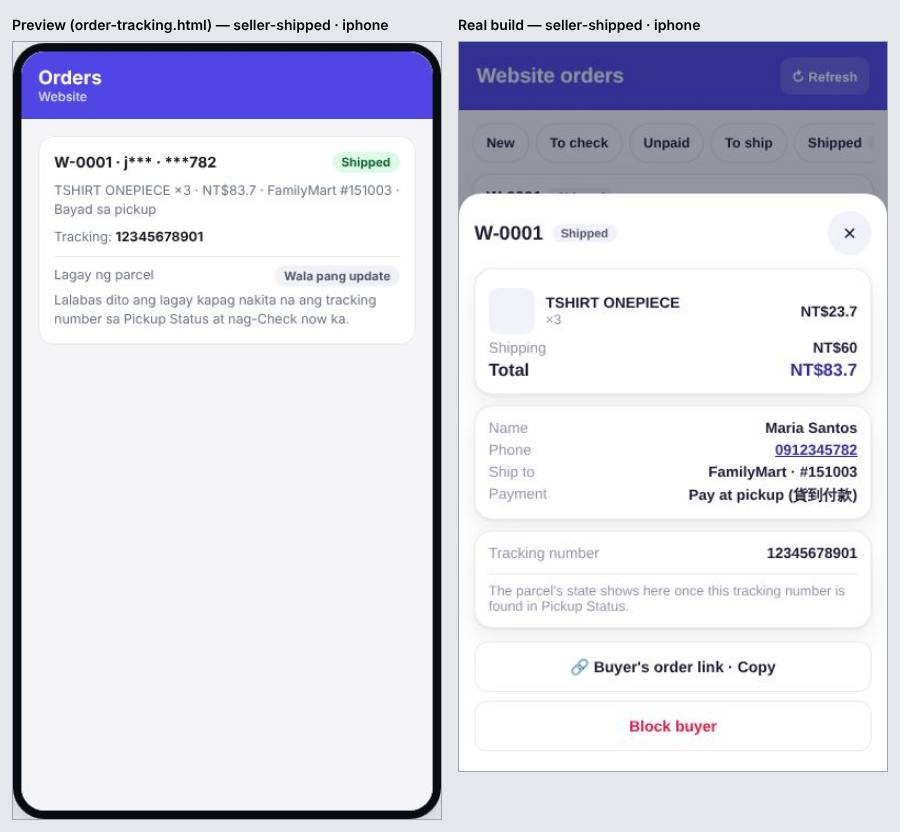 Preview (order-tracking.html) — seller-shipped · iphone
Orders
Website
W-0001 · j*** · ***782
Shipped
TSHIRT ONEPIECE ×3 · NT$83.7 · FamilyMart #151003 ·
Bayad sa pickup
Tracking: 12345678901
Lagay ng parcel
Wala pang update
Lalabas dito ang lagay kapag nakita na ang tracking
number sa Pickup Status at nag-Check now ka.
Real build — seller-shipped · iphone
Website orders
↻ Refresh
New
To check
Unpaid
To ship
Shipped
W-0001 Shipped
W-0001
Shipped
✕
TSHIRT ONEPIECE
×3
NT$23.7
Shipping NT$60
Total NT$83.7
Name Maria Santos
Phone 0912345782
Ship to FamilyMart · #151003
Payment Pay at pickup (貨到付款)
Tracking number 12345678901
The parcel's state shows here once this tracking number is
found in Pickup Status.
🔗 Buyer's order link · Copy
Block buyer